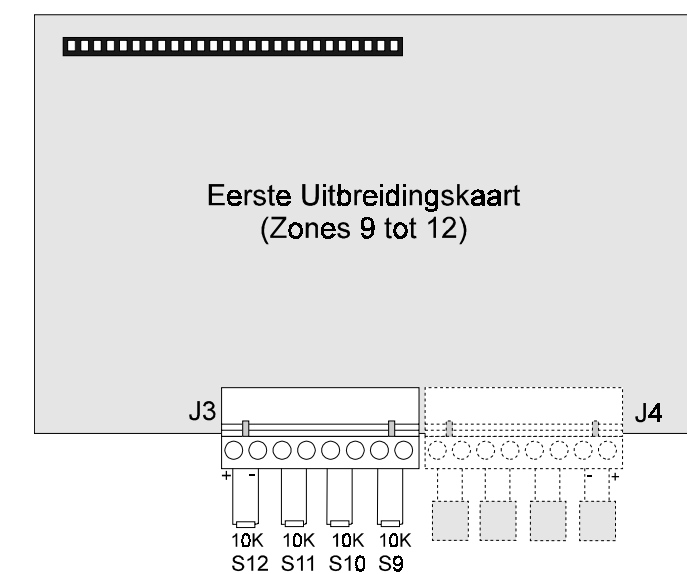 Eerste Uitbreidingskaart
(Zones 9 tot 12)
J3
J4
+ -
- +
10K 10K 10K 10K
S12 S11 S10 S9